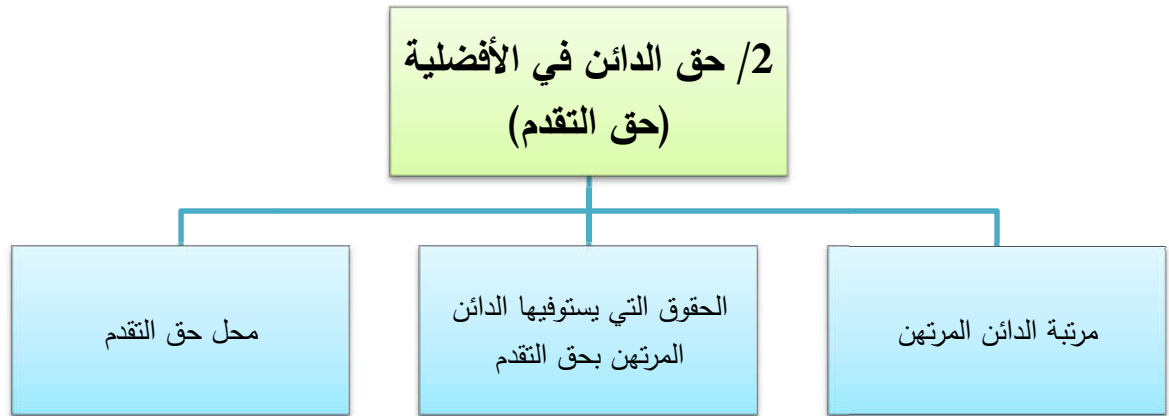 2/ حق الدائن في الأفضلية
(حق التقدم)
مرتبة الدائن المرتهن
الحقوق التي يستوفيها الدائن
المرتهن بحق التقدم
محل حق التقدم